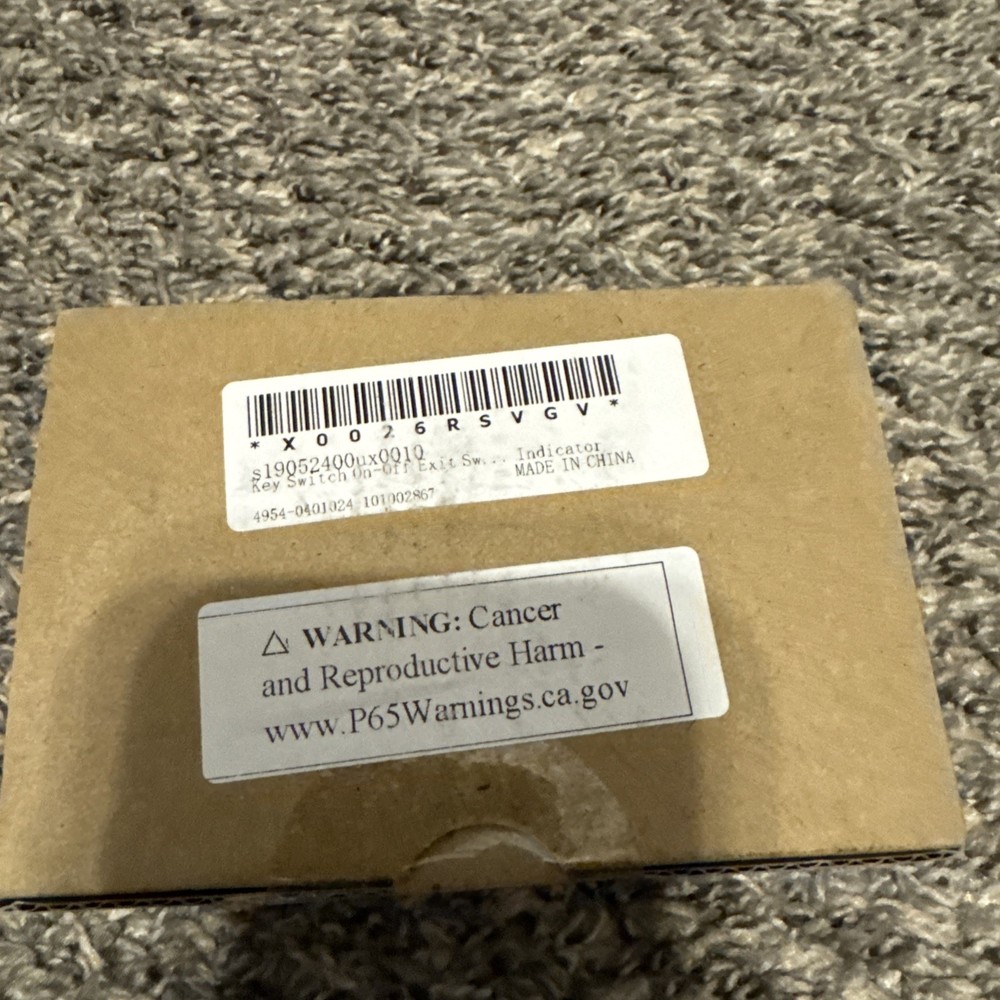 *X0026RSVGV*
s19052400ux0010
Key Switch On-Off Exit Sw... Indicator
MADE IN CHINA
4954-0401024 101002867
⚠ WARNING: Cancer
and Reproductive Harm -
www.P65Warnings.ca.gov